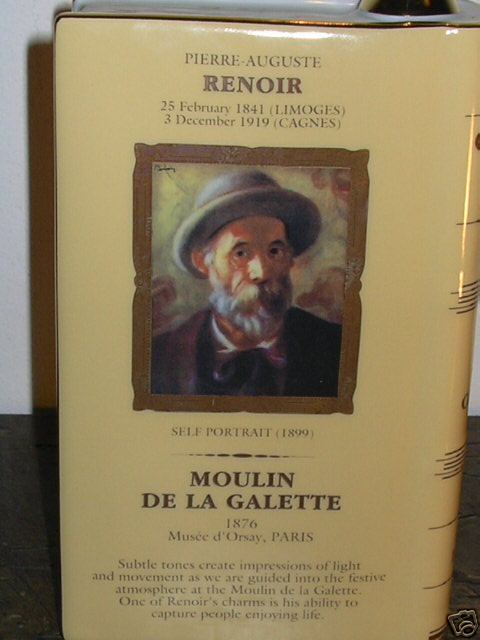 PIERRE-AUGUSTE
RENOIR
25 February 1841 (LIMOGES)
3 December 1919 (CAGNES)
SELF PORTRAIT (1899)
MOULIN
DE LA GALETTE
1876
Musée d'Orsay, PARIS
Subtle tones create impressions of light
and movement as we are guided into the festive
atmosphere at the Moulin de la Galette.
One of Renoir's charms is his ability to
capture people enjoying life.